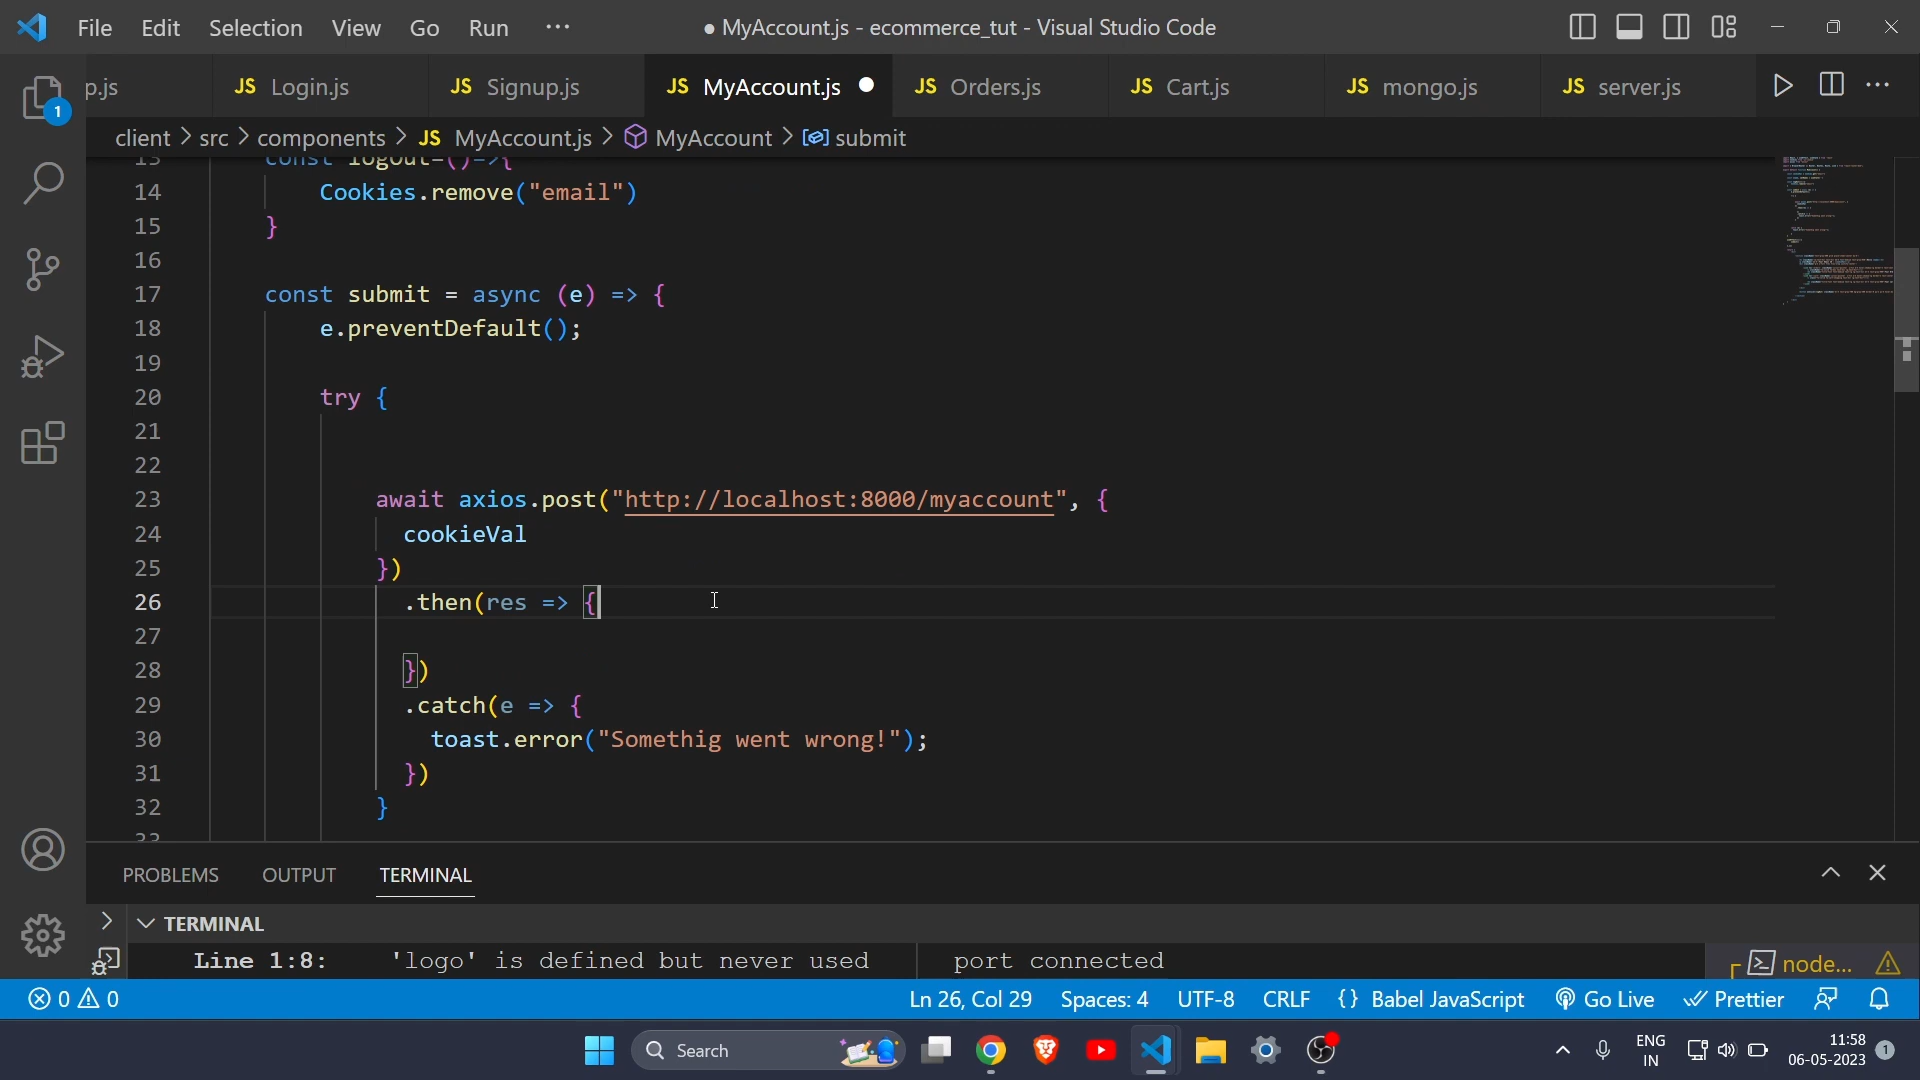 File Edit Selection View Go Run ··· ● MyAccount.js - ecommerce_tut - Visual Studio Code
p.js JS Login.js JS Signup.js JS MyAccount.js JS Orders.js JS Cart.js JS mongo.js JS server.js
client > src > components > JS MyAccount.js > MyAccount > submit
13 const logout=()=>{
14 Cookies.remove("email")
15 }
16
17 const submit = async (e) => {
18 e.preventDefault();
19
20 try {
21
22
23 await axios.post("http://localhost:8000/myaccount", {
24 cookieVal
25 })
26 .then(res => {
27
28 })
29 .catch(e => {
30 toast.error("Somethig went wrong!");
31 })
32 }
33
1
PROBLEMS OUTPUT TERMINAL
TERMINAL
Line 1:8: 'logo' is defined but never used port connected node...
0 0 Ln 26, Col 29 Spaces: 4 UTF-8 CRLF {} Babel JavaScript Go Live Prettier
Search ENG IN 11:58 06-05-2023 1